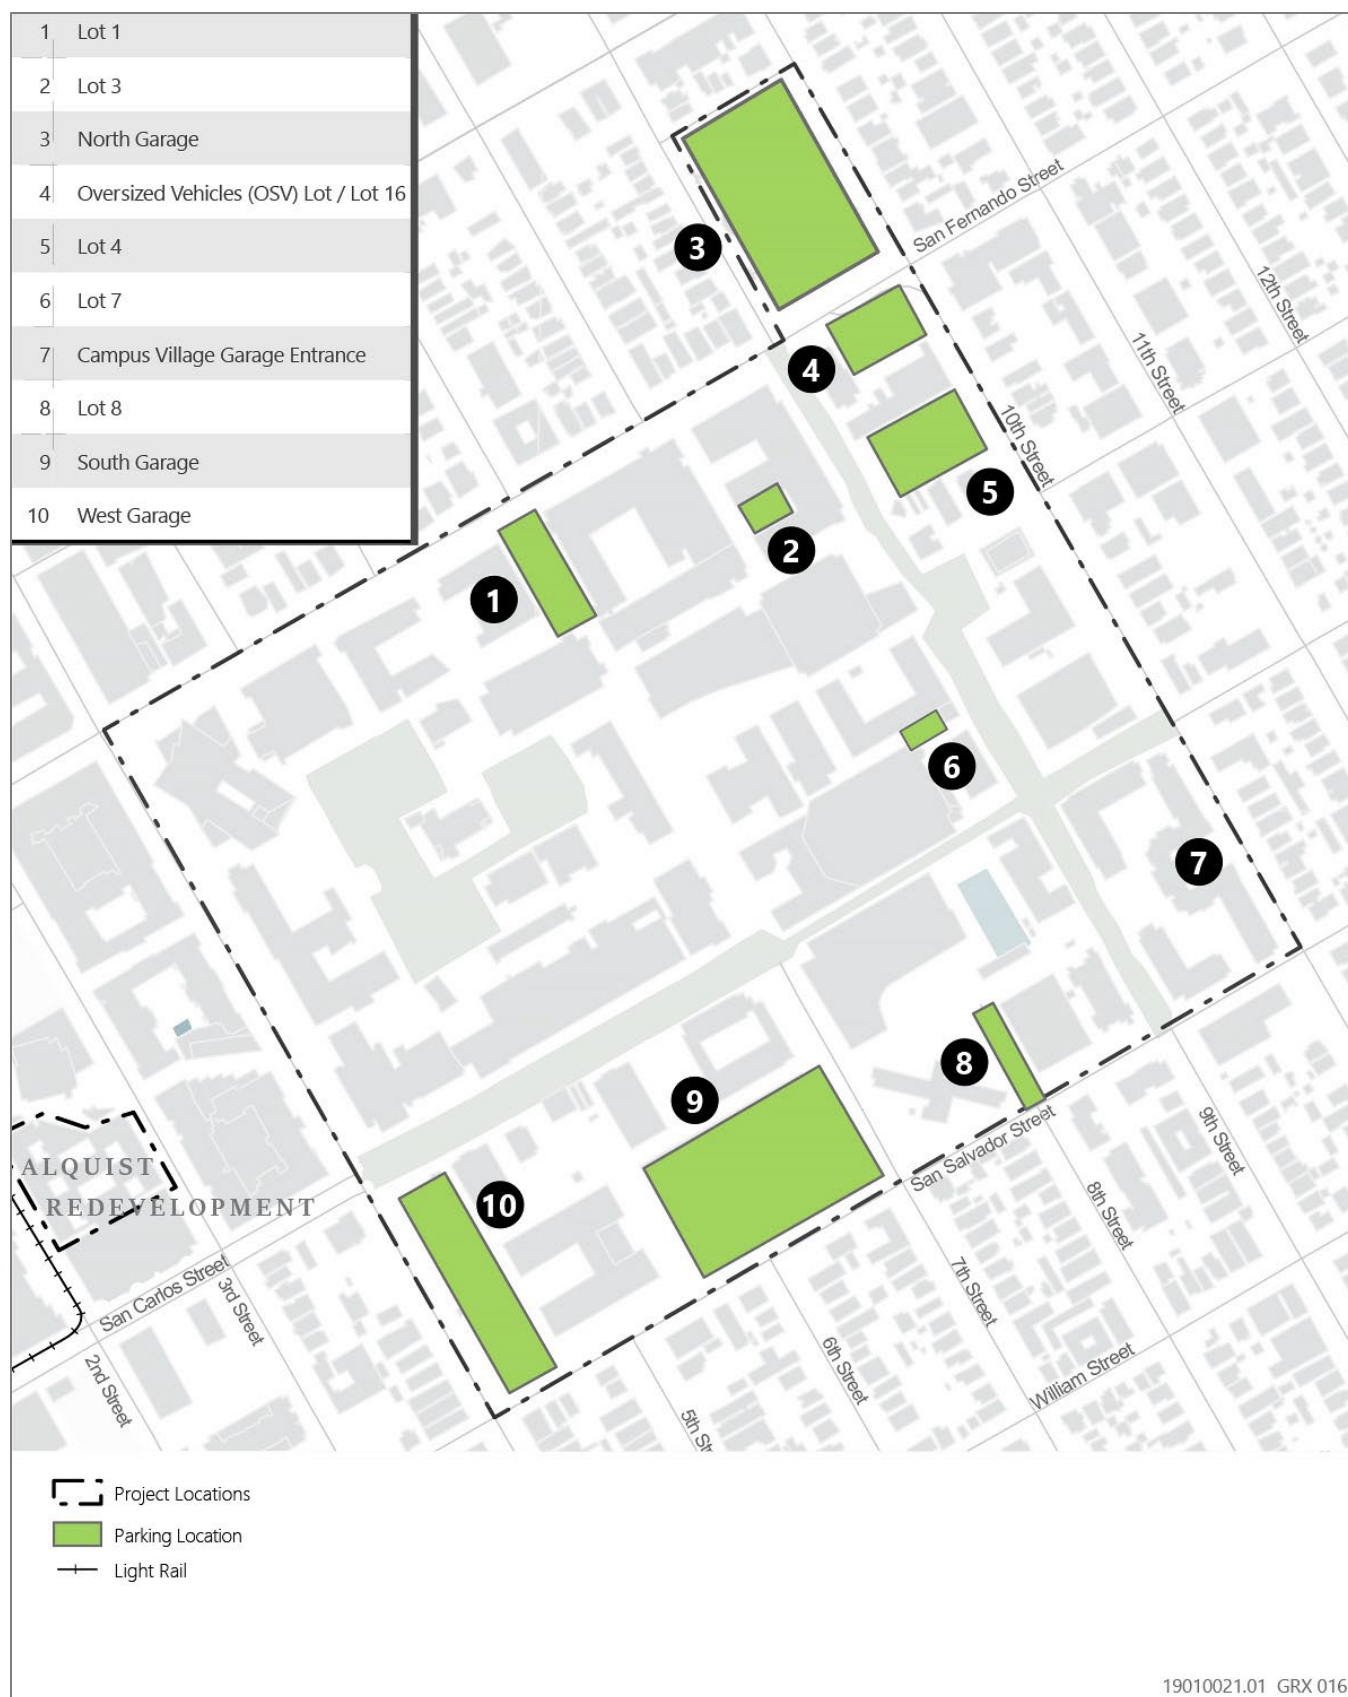 1 Lot 1
2 Lot 3
3 North Garage
4 Oversized Vehicles (OSV) Lot / Lot 16
5 Lot 4
6 Lot 7
7 Campus Village Garage Entrance
8 Lot 8
9 South Garage
10 West Garage
San Fernando Street
12th Street
11th Street
10th Street
3
4
5
2
1
6
7
8
9
10
San Salvador Street
9th Street
8th Street
7th Street
6th Street
5th St
William Street
ALQUIST
REDEVELOPMENT
San Carlos Street
3rd Street
2nd Street
Project Locations
Parking Location
Light Rail
19010021.01 GRX 016